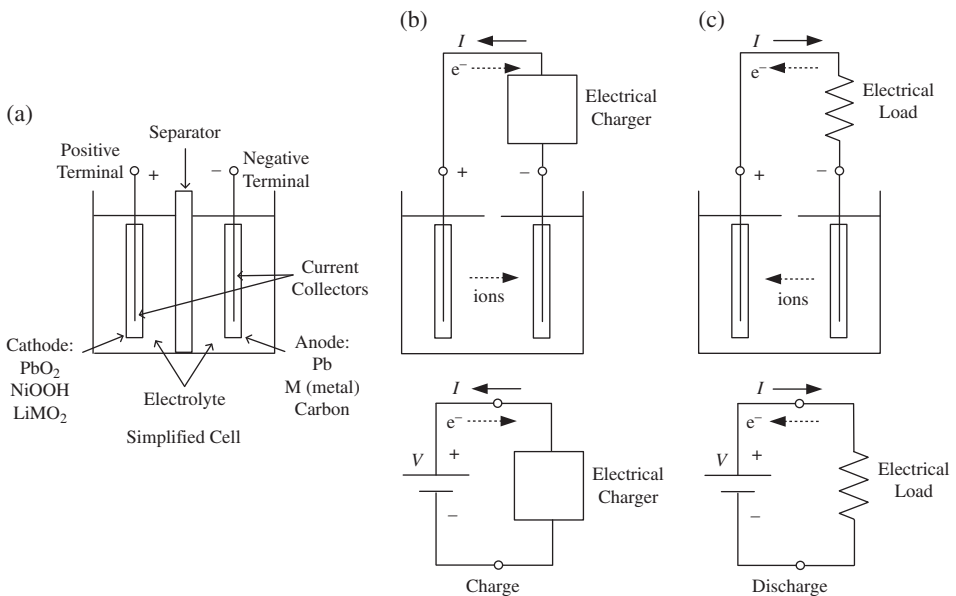 (a)
Separator
Positive
Terminal
+
−
Negative
Terminal
Current
Collectors
Cathode:
PbO₂
NiOOH
LiMO₂
Anode:
Pb
M (metal)
Carbon
Electrolyte
Simplified Cell
(b)
I
e⁻
Electrical
Charger
+
−
ions
I
e⁻
V
+
−
Electrical
Charger
Charge
(c)
I
e⁻
Electrical
Load
+
−
ions
I
e⁻
V
+
−
Electrical
Load
Discharge